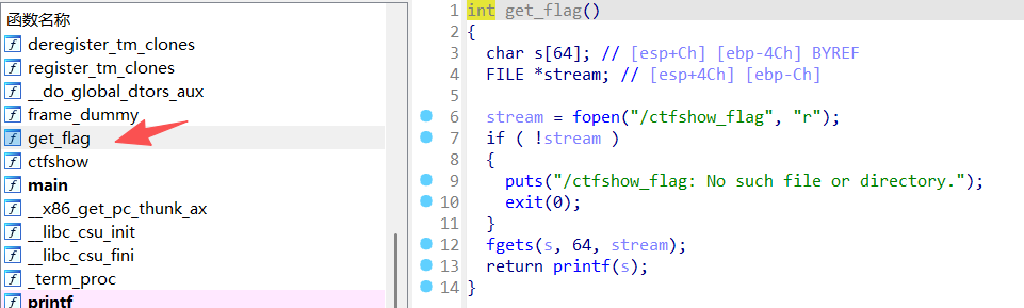 函数名称
f deregister_tm_clones
f register_tm_clones
f __do_global_dtors_aux
f frame_dummy
f get_flag
f ctfshow
f main
f __x86_get_pc_thunk_ax
f __libc_csu_init
f __libc_csu_fini
f _term_proc
f printf
1 int get_flag()
2 {
3 char s[64]; // [esp+Ch] [ebp-4Ch] BYREF
4 FILE *stream; // [esp+4Ch] [ebp-Ch]
5
6 stream = fopen("/ctfshow_flag", "r");
7 if ( !stream )
8 {
9 puts("/ctfshow_flag: No such file or directory.");
10 exit(0);
11 }
12 fgets(s, 64, stream);
13 return printf(s);
14 }